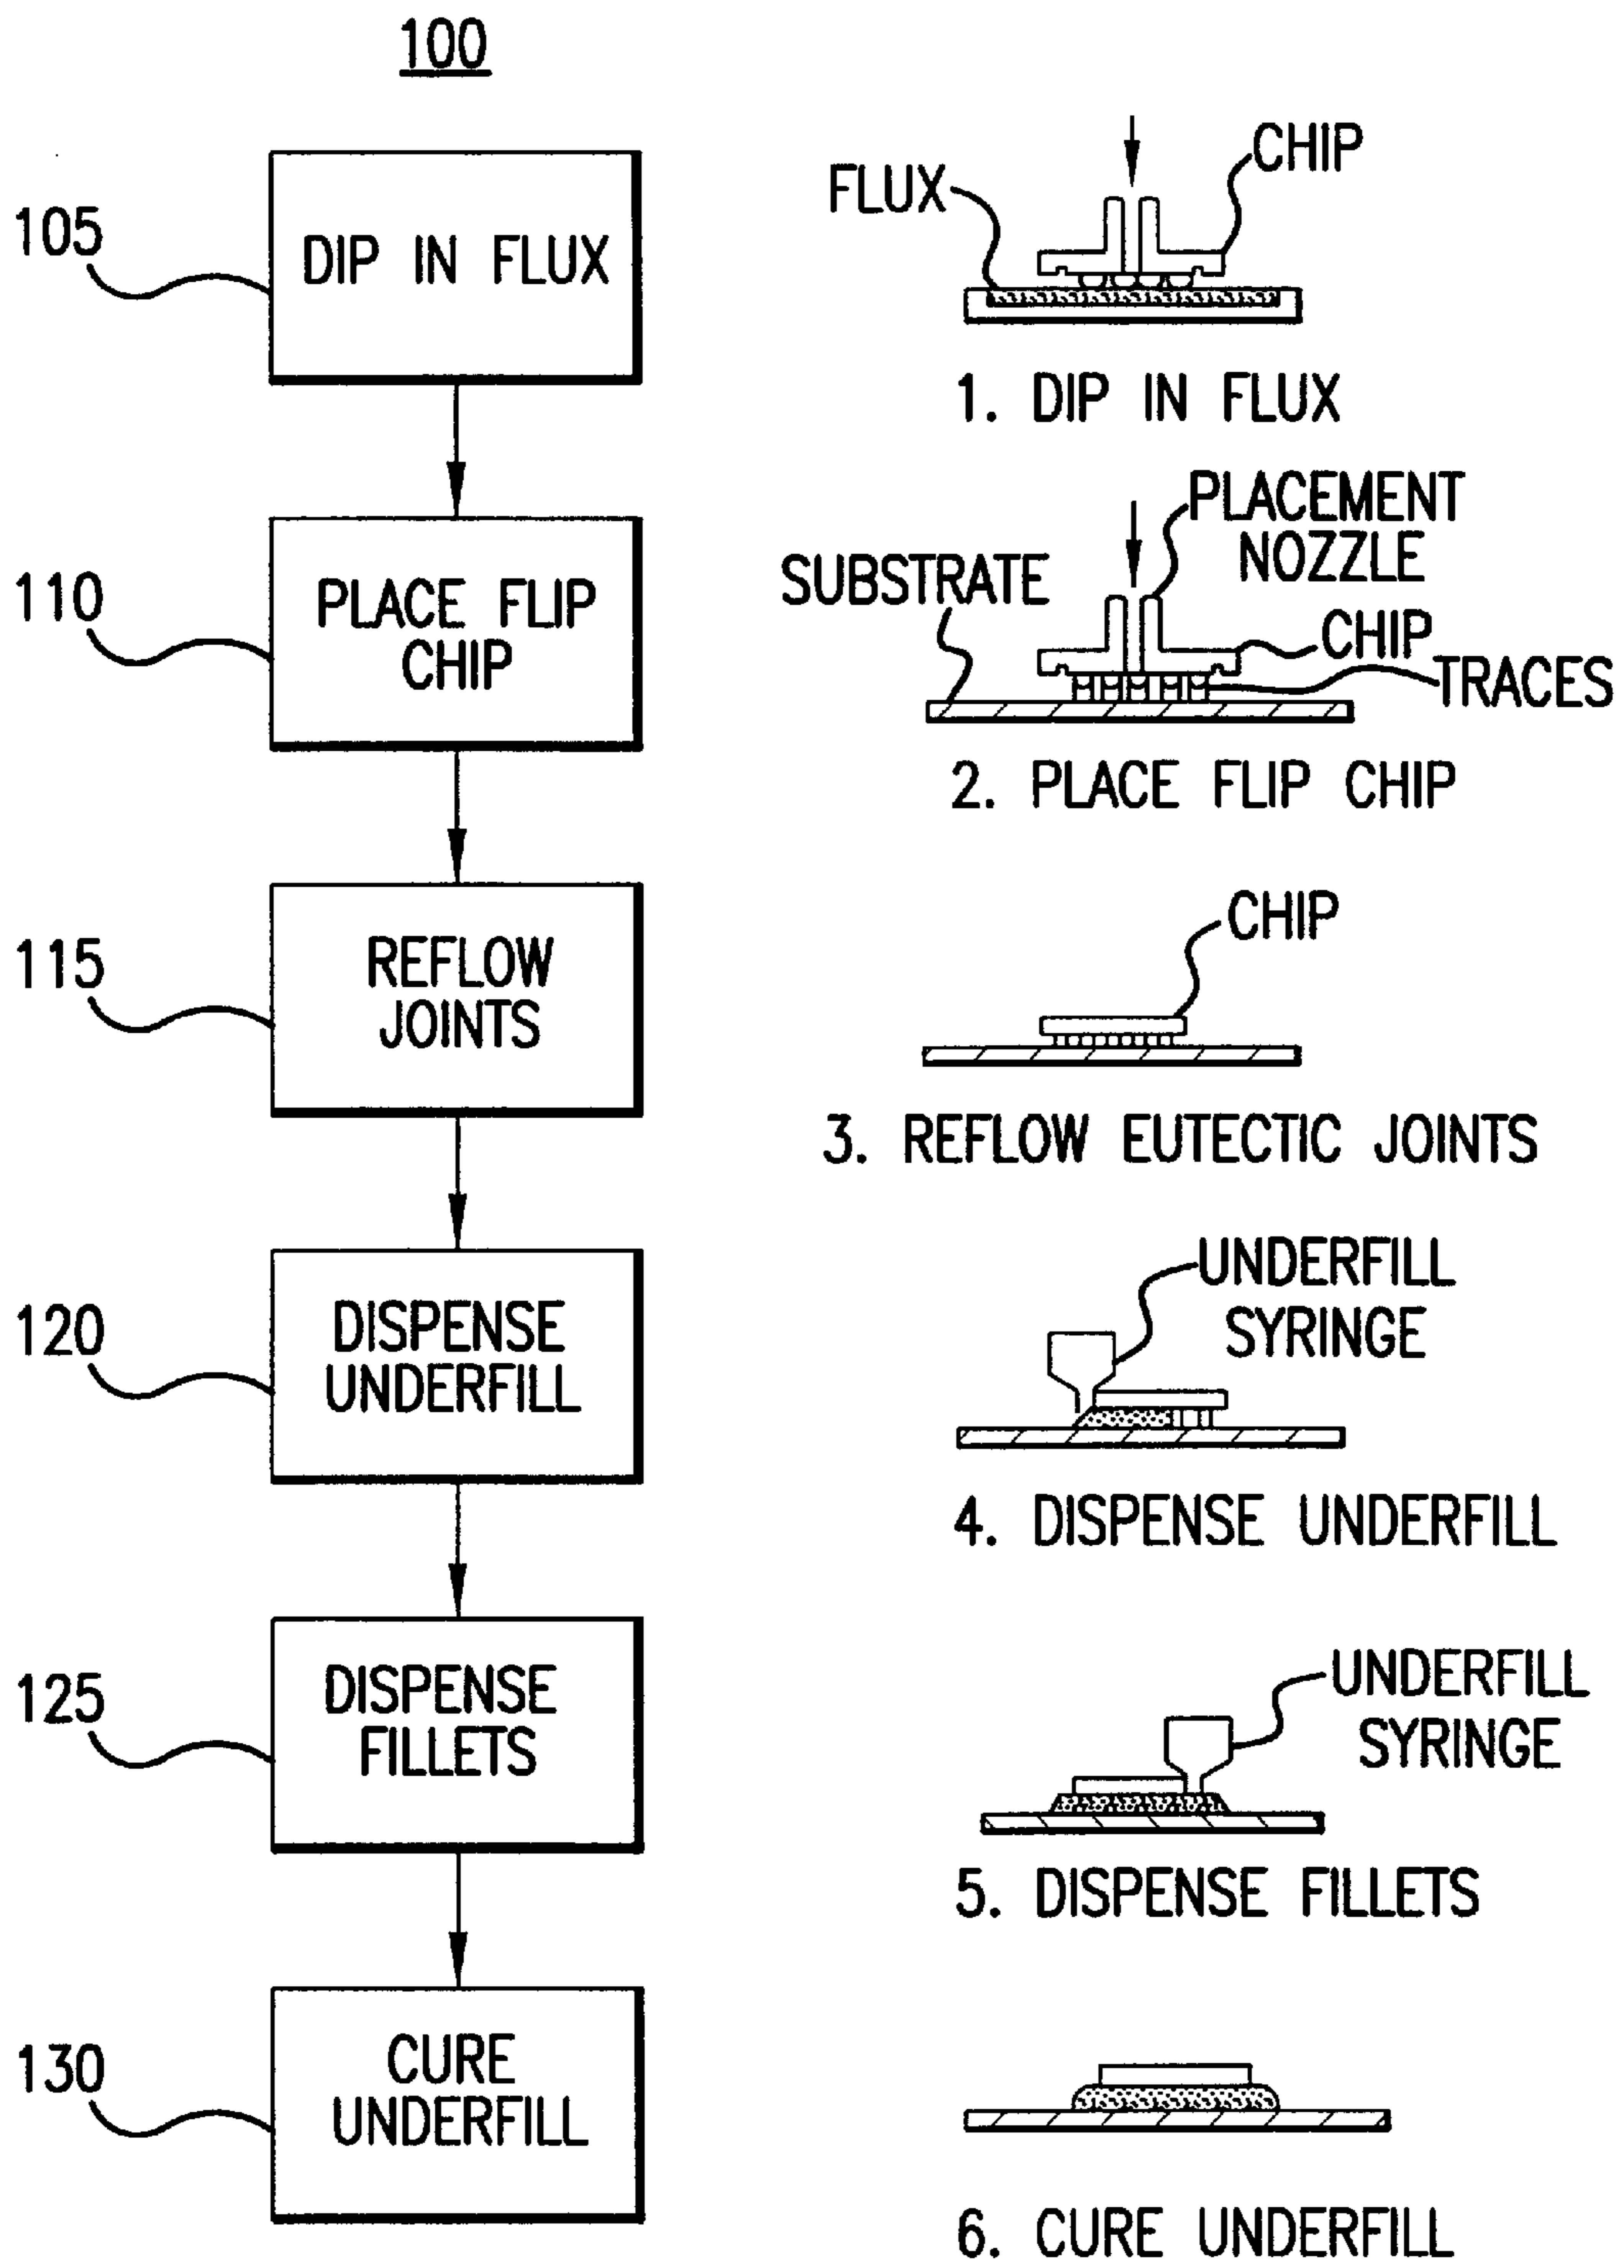 100
105
DIP IN FLUX
FLUX
CHIP
1. DIP IN FLUX
110
PLACE FLIP
CHIP
PLACEMENT
NOZZLE
SUBSTRATE
CHIP
TRACES
2. PLACE FLIP CHIP
115
REFLOW
JOINTS
CHIP
3. REFLOW EUTECTIC JOINTS
120
DISPENSE
UNDERFILL
UNDERFILL
SYRINGE
4. DISPENSE UNDERFILL
125
DISPENSE
FILLETS
UNDERFILL
SYRINGE
5. DISPENSE FILLETS
130
CURE
UNDERFILL
6. CURE UNDERFILL